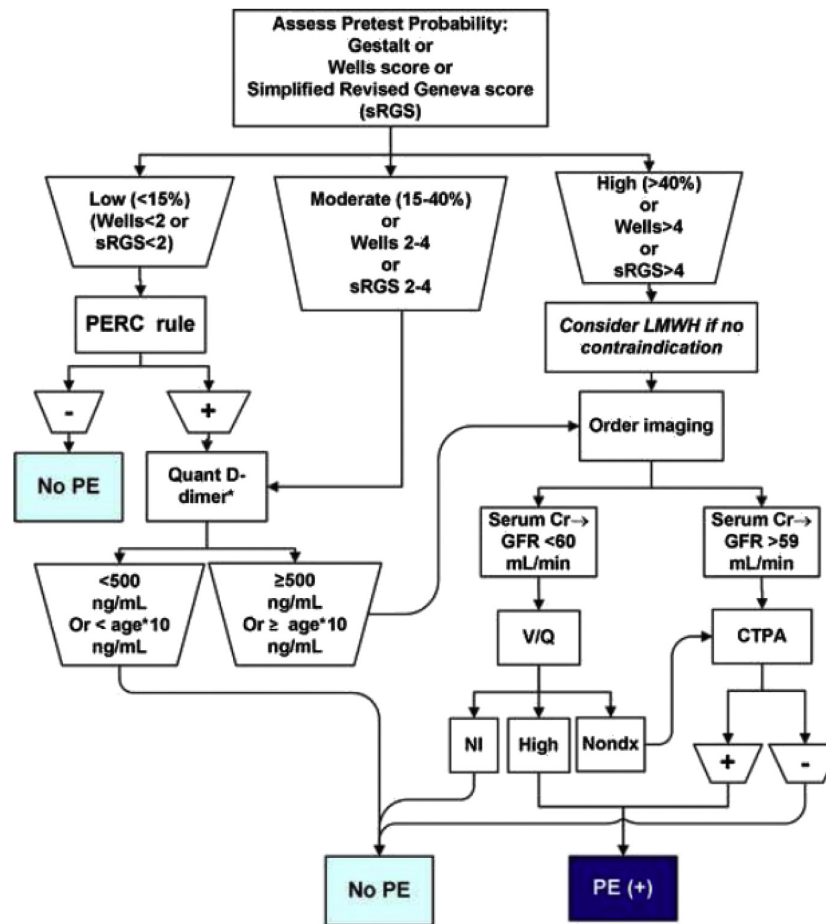 Assess Pretest Probability:
Gestalt or
Wells score or
Simplified Revised Geneva score
(sRGS)
Low (<15%)
(Wells<2 or
sRGS<2)
Moderate (15-40%)
or
Wells 2-4
or
sRGS 2-4
High (>40%)
or
Wells>4
or
sRGS>4
PERC rule
Consider LMWH if no
contraindication
-
+
Order imaging
No PE
Quant D-
dimer*
Serum Cr→
GFR <60
mL/min
Serum Cr→
GFR >59
mL/min
<500
ng/mL
Or < age*10
ng/mL
≥500
ng/mL
Or ≥ age*10
ng/mL
V/Q
CTPA
Nl
High
Nondx
+
-
No PE
PE (+)